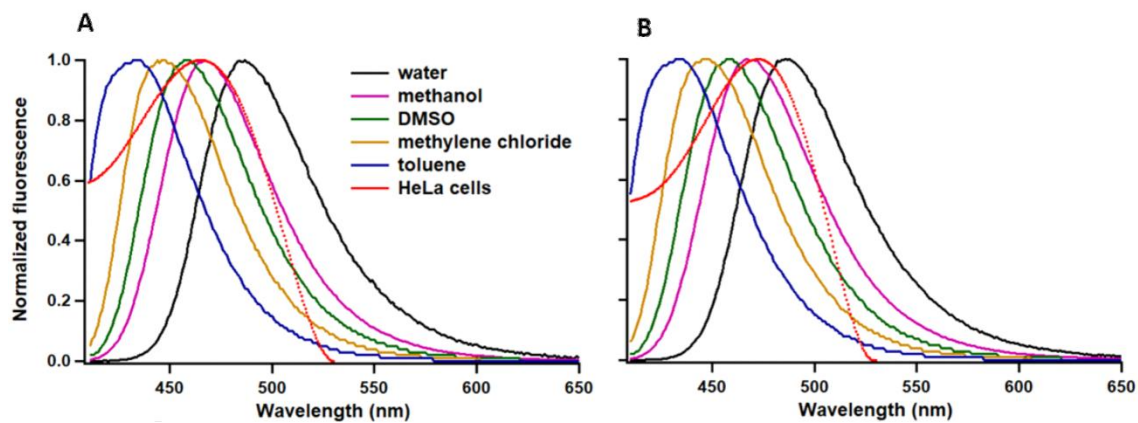 A
B
Normalized fluorescence
1.0
0.8
0.6
0.4
0.2
0.0
water
methanol
DMSO
methylene chloride
toluene
HeLa cells
450 500 550 600 650
Wavelength (nm)
450 500 550 600 650
Wavelength (nm)